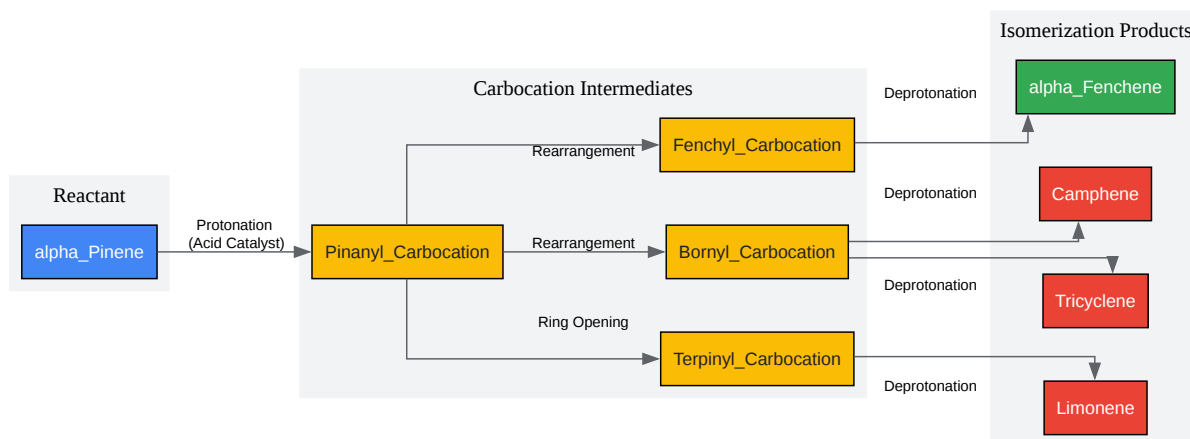 Isomerization Products
Carbocation Intermediates
Deprotonation
alpha_Fenchene
Fenchyl_Carbocation
Rearrangement
Reactant
Deprotonation
Camphene
Protonation
(Acid Catalyst)
alpha_Pinene
Pinanyl_Carbocation
Rearrangement
Bornyl_Carbocation
Deprotonation
Tricyclene
Ring Opening
Terpinyl_Carbocation
Deprotonation
Limonene